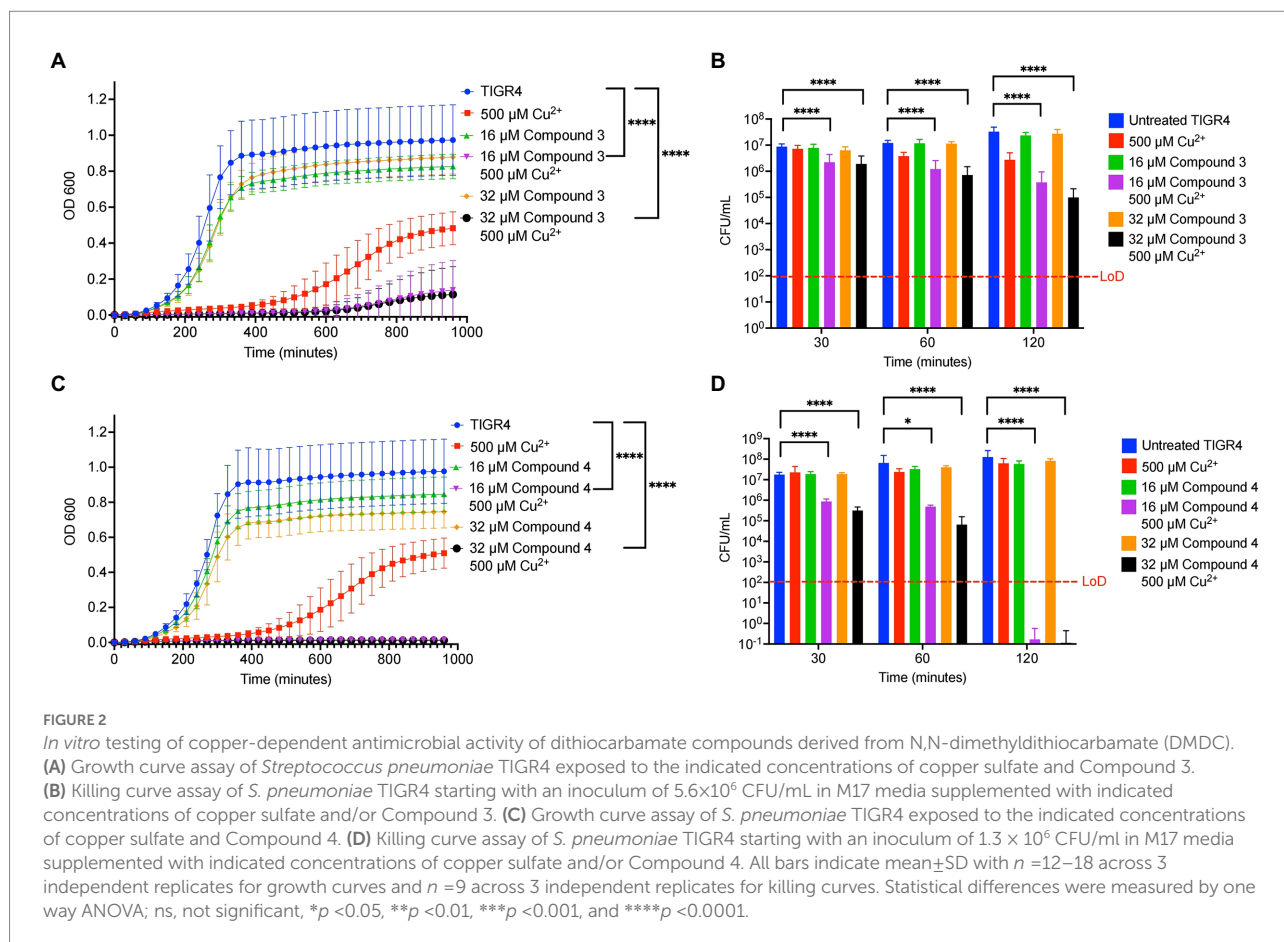 A
1.2
1.0
0.8
0.6
0.4
0.2
0.0
OD 600
0
200
400
600
800
1000
Time (minutes)
TIGR4
500 µM Cu²⁺
16 µM Compound 3
16 µM Compound 3
500 µM Cu²⁺
32 µM Compound 3
32 µM Compound 3
500 µM Cu²⁺
****
****
B
**** **** ****
**** **** ****
10⁸
10⁷
10⁶
10⁵
10⁴
10³
10²
10¹
10⁰
CFU/mL
LoD
30 60 120
Time (minutes)
Untreated TIGR4
500 µM Cu²⁺
16 µM Compound 3
16 µM Compound 3
500 µM Cu²⁺
32 µM Compound 3
32 µM Compound 3
500 µM Cu²⁺
C
1.2
1.0
0.8
0.6
0.4
0.2
0.0
OD 600
0
200
400
600
800
1000
Time (minutes)
TIGR4
500 µM Cu²⁺
16 µM Compound 4
16 µM Compound 4
500 µM Cu²⁺
32 µM Compound 4
32 µM Compound 4
500 µM Cu²⁺
****
****
D
**** **** ****
**** * ****
10⁹
10⁸
10⁷
10⁶
10⁵
10⁴
10³
10²
10¹
10⁰
10⁻¹
CFU/mL
LoD
30 60 120
Time (minutes)
Untreated TIGR4
500 µM Cu²⁺
16 µM Compound 4
16 µM Compound 4
500 µM Cu²⁺
32 µM Compound 4
32 µM Compound 4
500 µM Cu²⁺
FIGURE 2
In vitro testing of copper-dependent antimicrobial activity of dithiocarbamate compounds derived from N,N-dimethyldithiocarbamate (DMDC).
(A) Growth curve assay of Streptococcus pneumoniae TIGR4 exposed to the indicated concentrations of copper sulfate and Compound 3.
(B) Killing curve assay of S. pneumoniae TIGR4 starting with an inoculum of 5.6×10⁶ CFU/mL in M17 media supplemented with indicated
concentrations of copper sulfate and/or Compound 3. (C) Growth curve assay of S. pneumoniae TIGR4 exposed to the indicated concentrations
of copper sulfate and Compound 4. (D) Killing curve assay of S. pneumoniae TIGR4 starting with an inoculum of 1.3 × 10⁶ CFU/ml in M17 media
supplemented with indicated concentrations of copper sulfate and/or Compound 4. All bars indicate mean±SD with n =12–18 across 3
independent replicates for growth curves and n =9 across 3 independent replicates for killing curves. Statistical differences were measured by one
way ANOVA; ns, not significant, *p <0.05, **p <0.01, ***p <0.001, and ****p <0.0001.